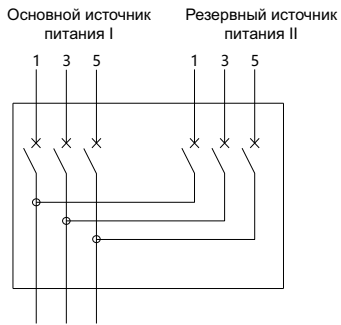 Основной источник
питания I
Резервный источник
питания II
1 3 5 1 3 5